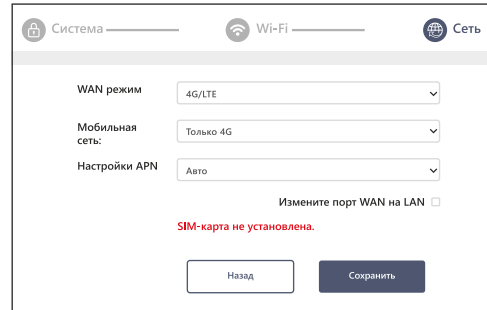 Система Wi-Fi Сеть
WAN режим 4G/LTE
Мобильная сеть: Только 4G
Настройки APN Авто
Измените порт WAN на LAN
SIM-карта не установлена.
Назад Сохранить